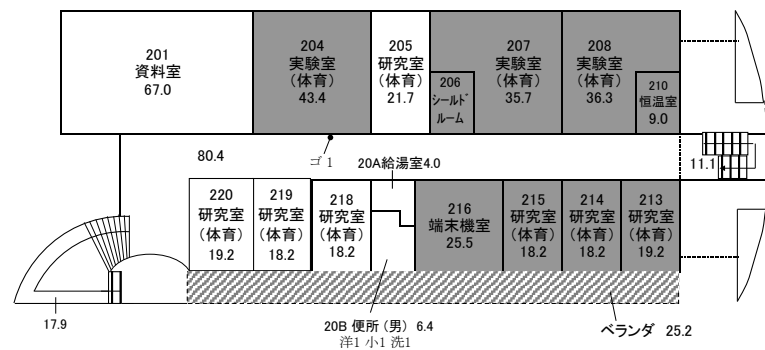 201
資料室
67.0
204
実験室
(体育)
43.4
205
研究室
(体育)
21.7
206
シールド
ルーム
207
実験室
(体育)
35.7
208
実験室
(体育)
36.3
210
恒温室
9.0
80.4
ゴ 1
20A給湯室4.0
11.1
220
研究室
(体育)
19.2
219
研究室
(体育)
18.2
218
研究室
(体育)
18.2
216
端末機室
25.5
215
研究室
(体育)
18.2
214
研究室
(体育)
18.2
213
研究室
(体育)
19.2
17.9
20B 便所 (男) 6.4
洋1 小1 洗1
ベランダ 25.2